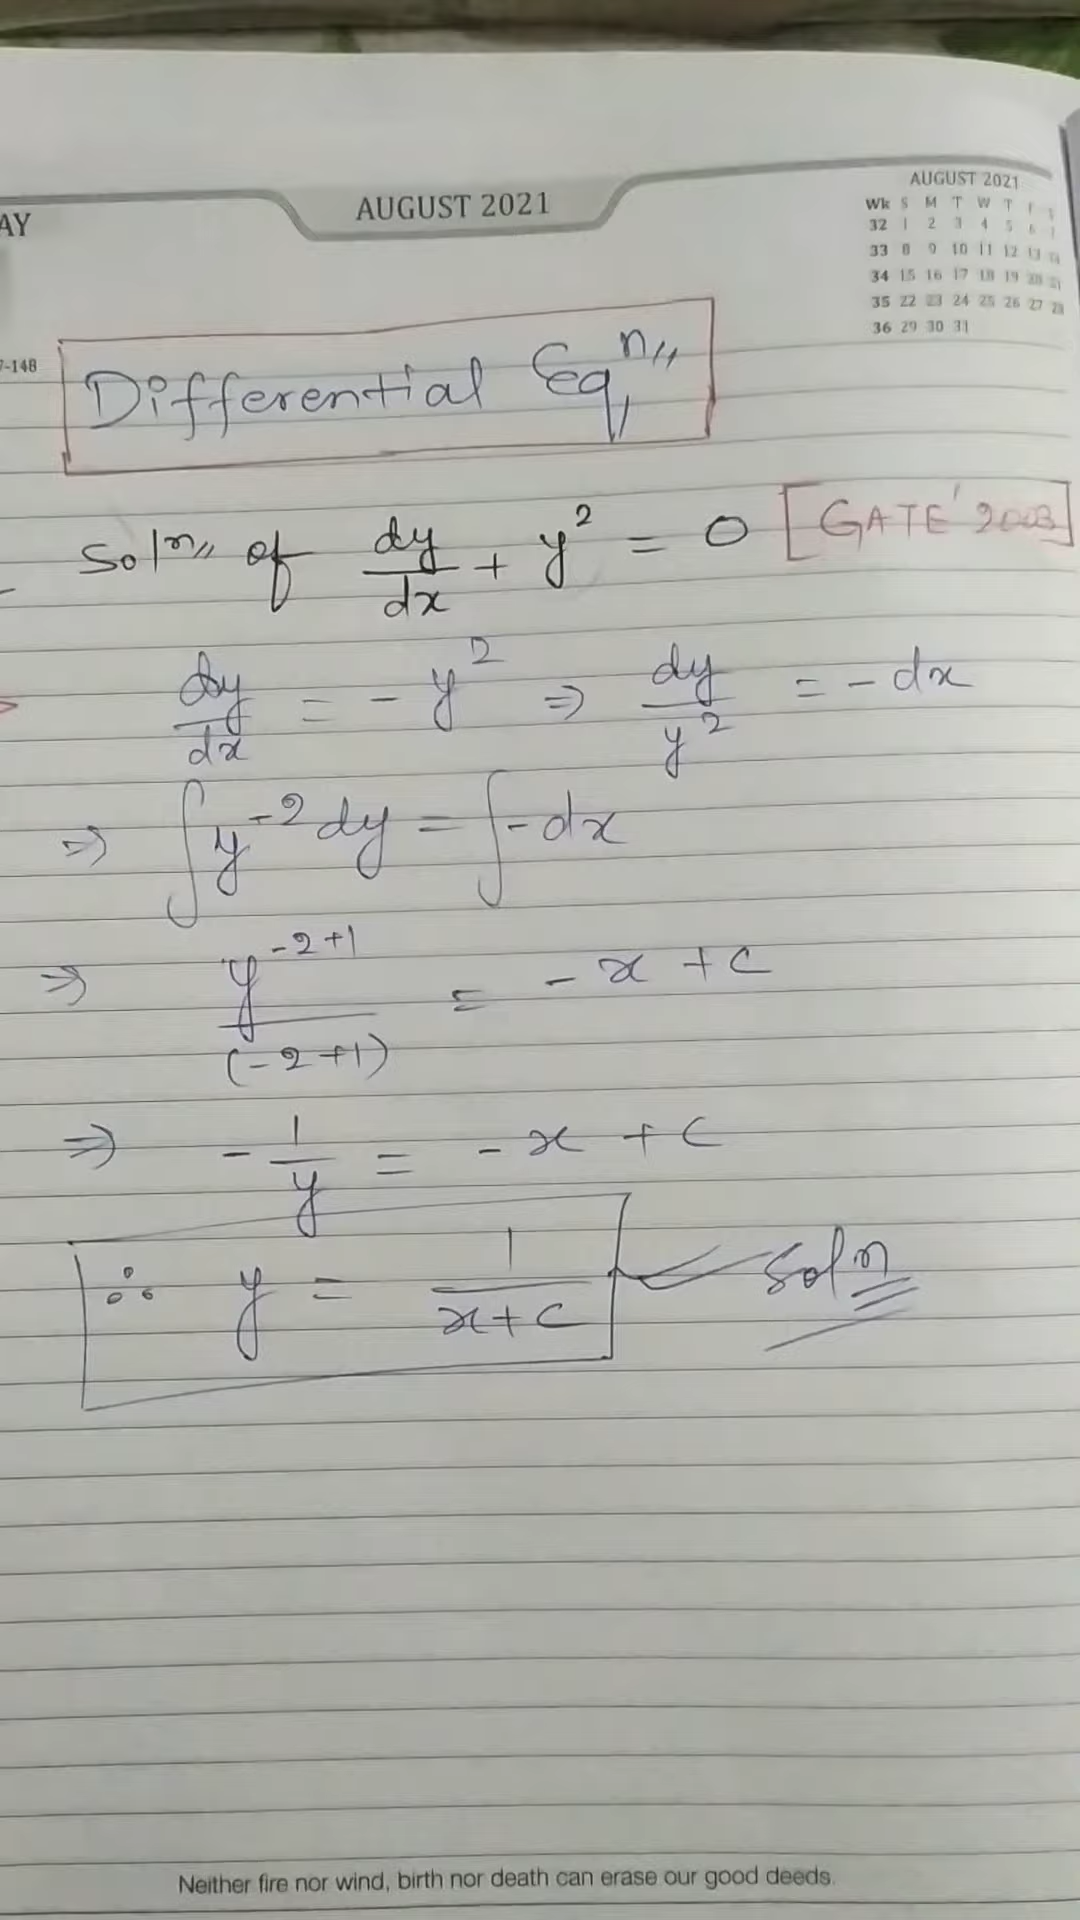 AY
AUGUST 2021
AUGUST 2021
Wk S M T W T F S
32 1 2 3 4 5 6 7
33 8 9 10 11 12 13 14
34 15 16 17 18 19 20 21
35 22 23 24 25 26 27 28
36 29 30 31
7-148
Differential Eqⁿ,,
Solⁿ,, of dy/dx + y² = 0 [GATE' 2003]
dy/dx = - y² ⇒ dy/y² = - dx
⇒ ∫y⁻² dy = ∫- dx
⇒ y⁻²⁺¹/(-2+1) = - x + c
⇒ - 1/y = - x + c
∴ y = 1/(x+c) Solⁿ
Neither fire nor wind, birth nor death can erase our good deeds.